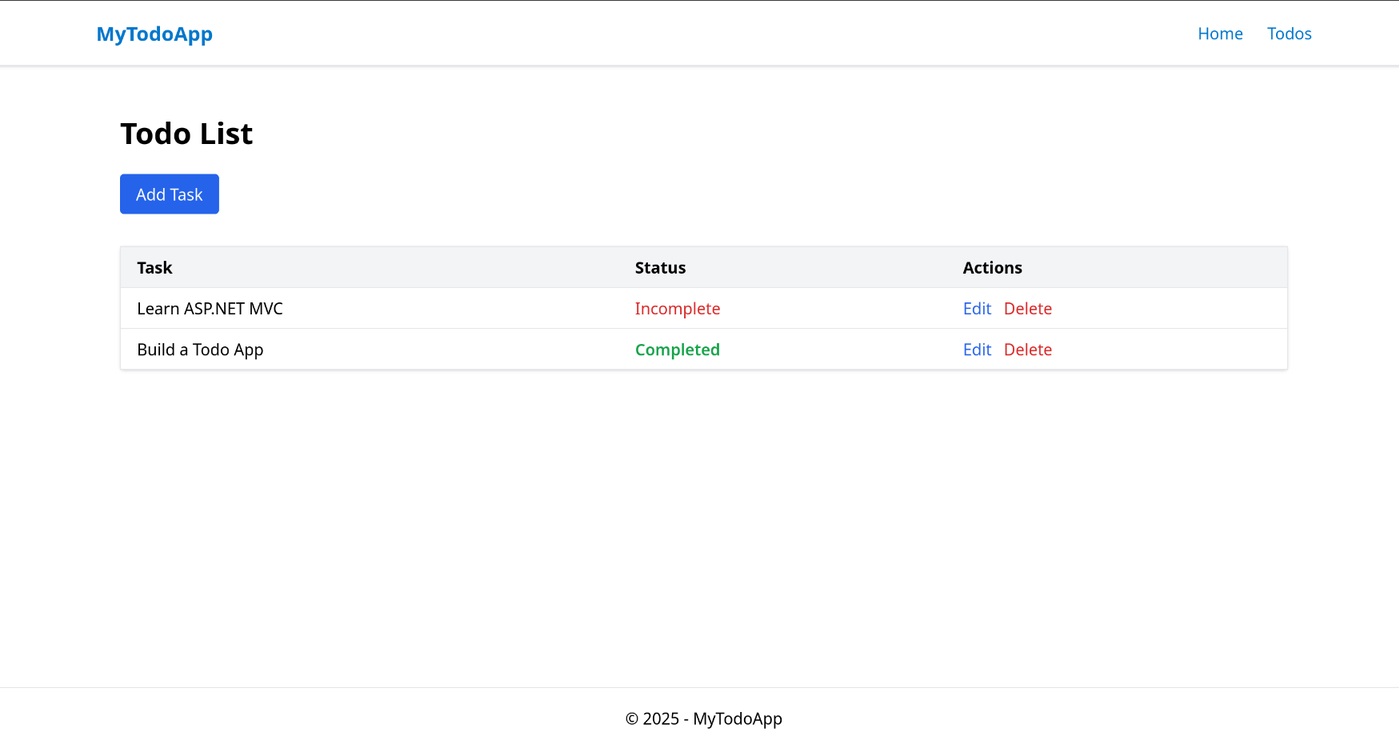 MyTodoApp Home Todos
Todo List
Add Task
Task Status Actions
Learn ASP.NET MVC Incomplete Edit Delete
Build a Todo App Completed Edit Delete
© 2025 - MyTodoApp